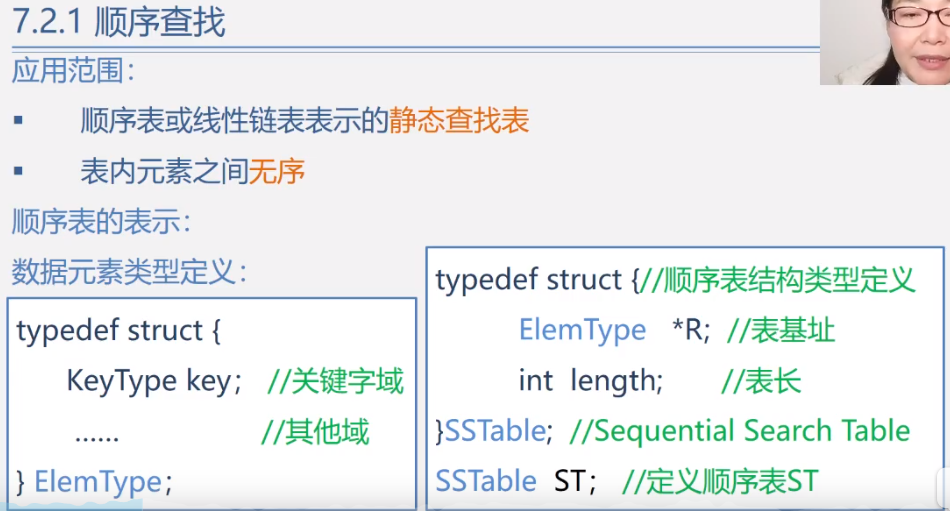 7.2.1 顺序查找
应用范围：
▪ 顺序表或线性链表表示的静态查找表
▪ 表内元素之间无序
顺序表的表示：
数据元素类型定义：
typedef struct {
KeyType key； //关键字域
…… //其他域
} ElemType；
typedef struct {//顺序表结构类型定义
ElemType *R; //表基址
int length; //表长
}SSTable; //Sequential Search Table
SSTable ST； //定义顺序表ST